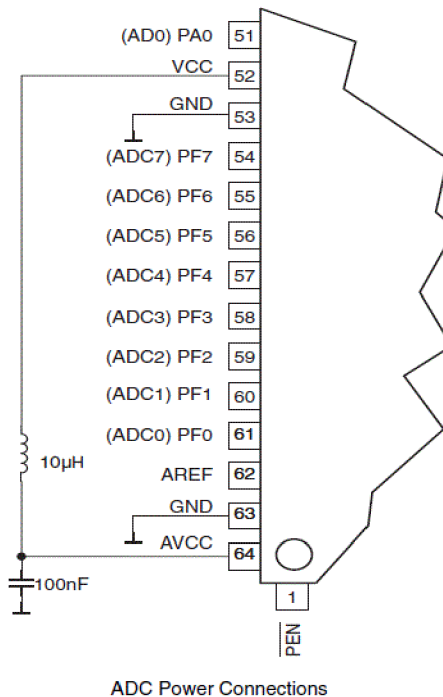 (AD0) PA0 51
VCC 52
GND 53
(ADC7) PF7 54
(ADC6) PF6 55
(ADC5) PF5 56
(ADC4) PF4 57
(ADC3) PF3 58
(ADC2) PF2 59
(ADC1) PF1 60
(ADC0) PF0 61
10μH
AREF 62
GND 63
AVCC 64
100nF
1
PEN
ADC Power Connections